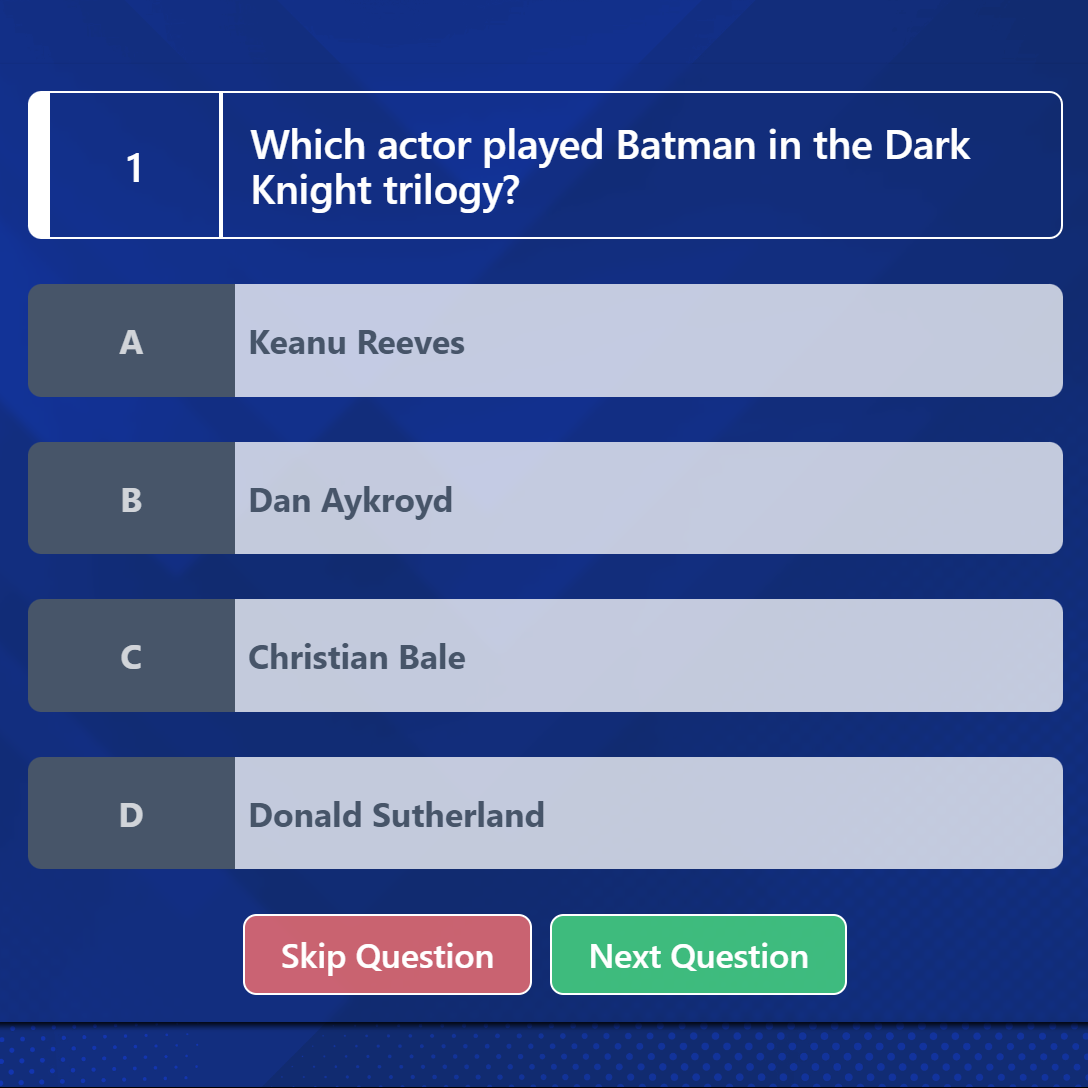 1
Which actor played Batman in the Dark
Knight trilogy?
A
Keanu Reeves
B
Dan Aykroyd
C
Christian Bale
D
Donald Sutherland
Skip Question
Next Question